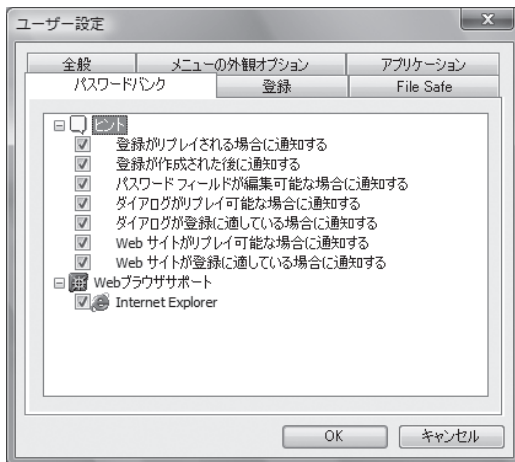 ユーザー設定
全般 メニューの外観オプション アプリケーション
パスワードバンク 登録 File Safe
ヒント
登録がリプレイされる場合に通知する
登録が作成された後に通知する
パスワード フィールドが編集可能な場合に通知する
ダイアログがリプレイ可能な場合に通知する
ダイアログが登録に適している場合に通知する
Web サイトがリプレイ可能な場合に通知する
Web サイトが登録に適している場合に通知する
Webブラウザサポート
Internet Explorer
OK キャンセル